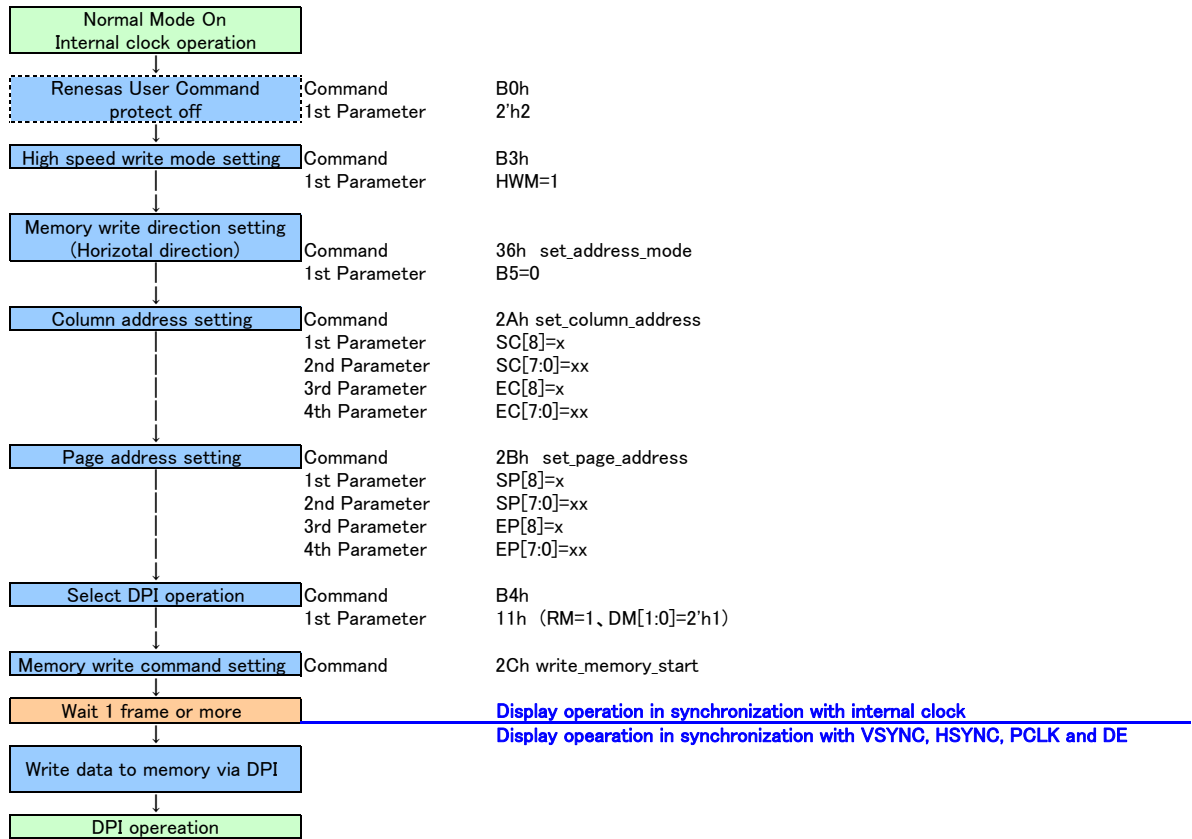 Normal Mode On
Internal clock operation
↓
Renesas User Command Command B0h
protect off 1st Parameter 2'h2
↓
High speed write mode setting Command B3h
1st Parameter HWM=1
↓
Memory write direction setting
(Horizotal direction) Command 36h set_address_mode
1st Parameter B5=0
↓
Column address setting Command 2Ah set_column_address
1st Parameter SC[8]=x
2nd Parameter SC[7:0]=xx
3rd Parameter EC[8]=x
4th Parameter EC[7:0]=xx
↓
Page address setting Command 2Bh set_page_address
1st Parameter SP[8]=x
2nd Parameter SP[7:0]=xx
3rd Parameter EP[8]=x
4th Parameter EP[7:0]=xx
↓
Select DPI operation Command B4h
1st Parameter 11h (RM=1、DM[1:0]=2'h1)
↓
Memory write command setting Command 2Ch write_memory_start
↓
Wait 1 frame or more Display operation in synchronization with internal clock
↓ Display opearation in synchronization with VSYNC, HSYNC, PCLK and DE
Write data to memory via DPI
↓
DPI opereation